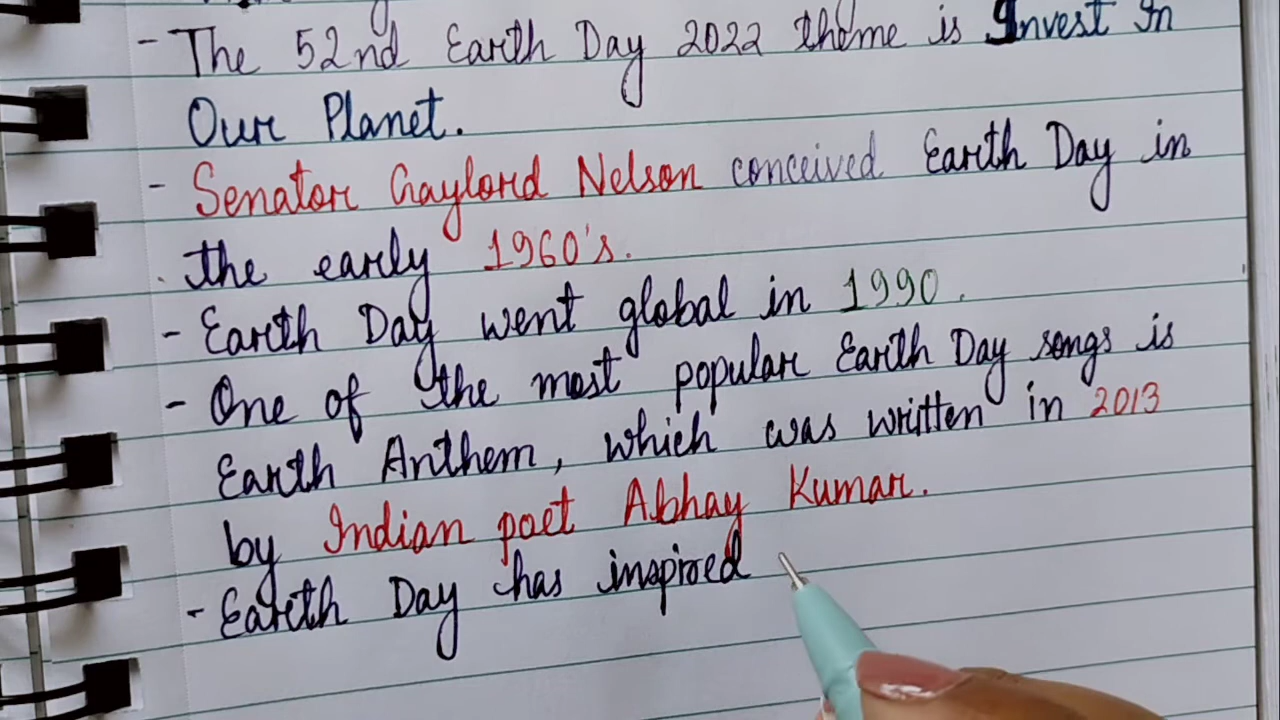 - The 52nd Earth Day 2022 theme is Invest In
Our Planet.
- Senator Gaylord Nelson conceived Earth Day in
the early 1960's.
- Earth Day went global in 1990.
- One of the most popular Earth Day songs is
Earth Anthem, which was written in 2013
by Indian poet Abhay Kumar.
- Earth Day has inspired